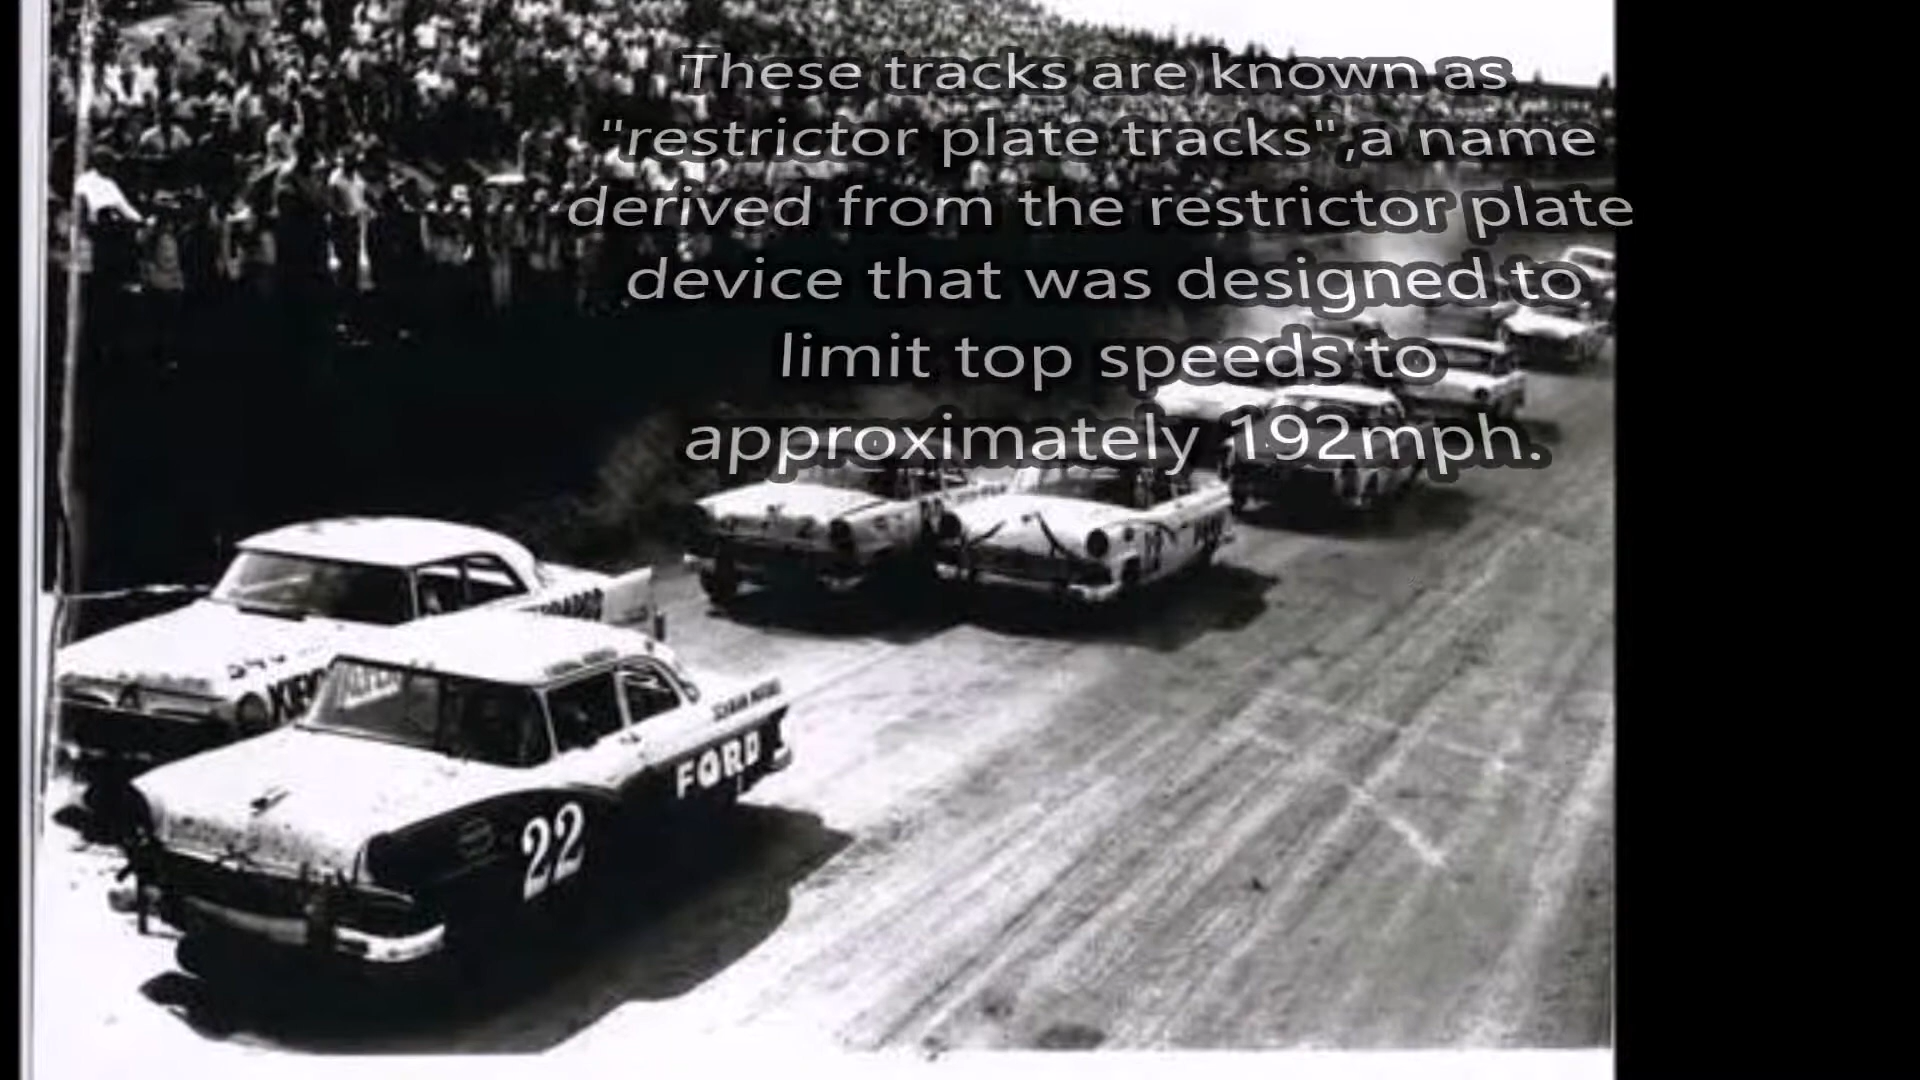 These tracks are known as
"restrictor plate tracks",a name
derived from the restrictor plate
device that was designed to
limit top speeds to
approximately 192mph.
FORD
22